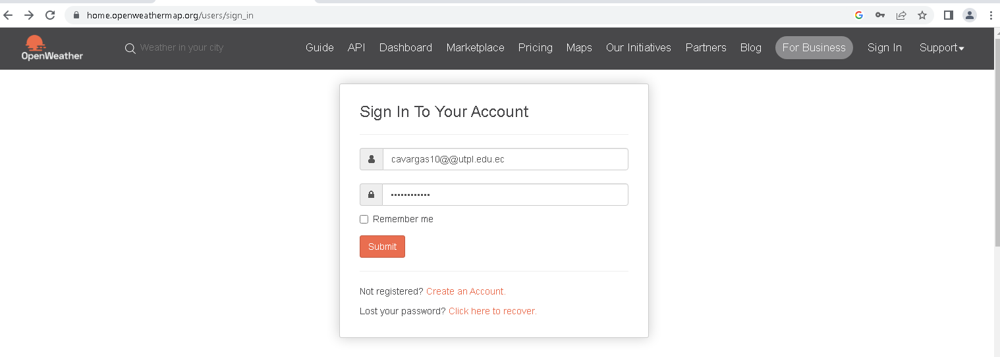 home.openweathermap.org/users/sign_in
OpenWeather
Weather in your city
Guide API Dashboard Marketplace Pricing Maps Our Initiatives Partners Blog For Business Sign In Support
Sign In To Your Account
cavargas10@@utpl.edu.ec
••••••••••••
Remember me
Submit
Not registered? Create an Account.
Lost your password? Click here to recover.